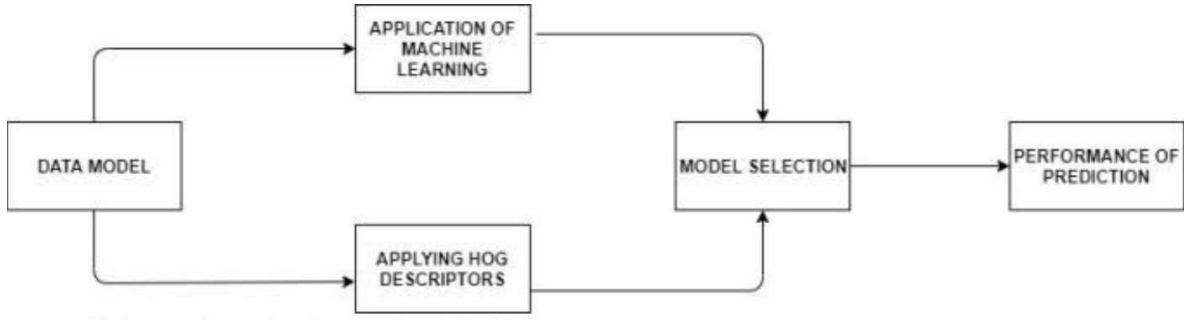 APPLICATION OF
MACHINE
LEARNING
DATA MODEL
MODEL SELECTION
PERFORMANCE OF
PREDICTION
APPLYING HOG
DESCRIPTORS